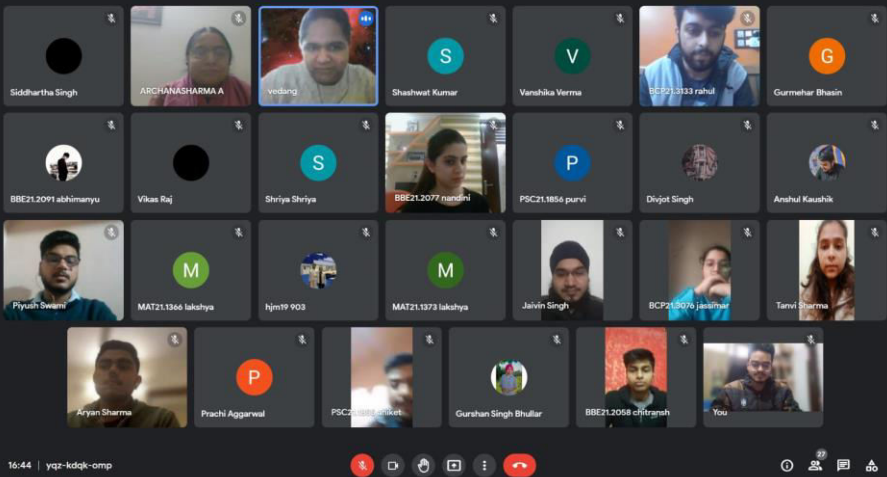 Siddhartha Singh
ARCHANASHARMA A
vedang
S
Shashwat Kumar
V
Vanshika Verma
BCP21.3133 rahul
G
Gurmehar Bhasin
BBE21.2091 abhimanyu
Vikas Raj
S
Shriya Shriya
BBE21.2077 nandini
P
PSC21.1856 purvi
Divjot Singh
Anshul Kaushik
Piyush Swami
M
MAT21.1366 lakshya
hjm19 903
M
MAT21.1373 lakshya
Jaivin Singh
BCP21.3076 jassimar
Tanvi Sharma
Aryan Sharma
P
Prachi Aggarwal
Gurshan Singh Bhullar
BBE21.2058 chitransh
You
16:44 | yqz-kdqk-omp
27